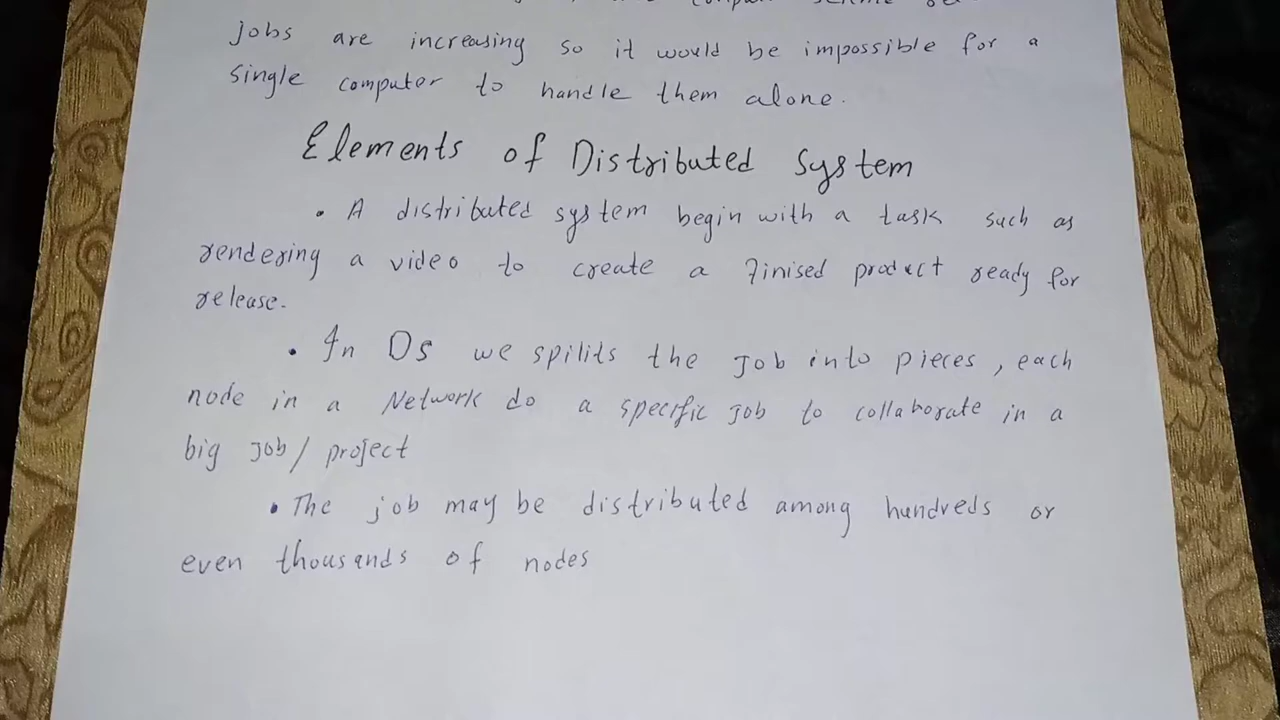 jobs are increasing so it would be impossible for a
single computer to handle them alone.
Elements of Distributed System
• A distributed system begin with a task such as
rendering a video to create a finised product ready for
release.
• In DS we spilits the job into pieces, each
node in a Network do a specific job to collaborate in a
big job/project
• The job may be distributed among hundreds or
even thousands of nodes